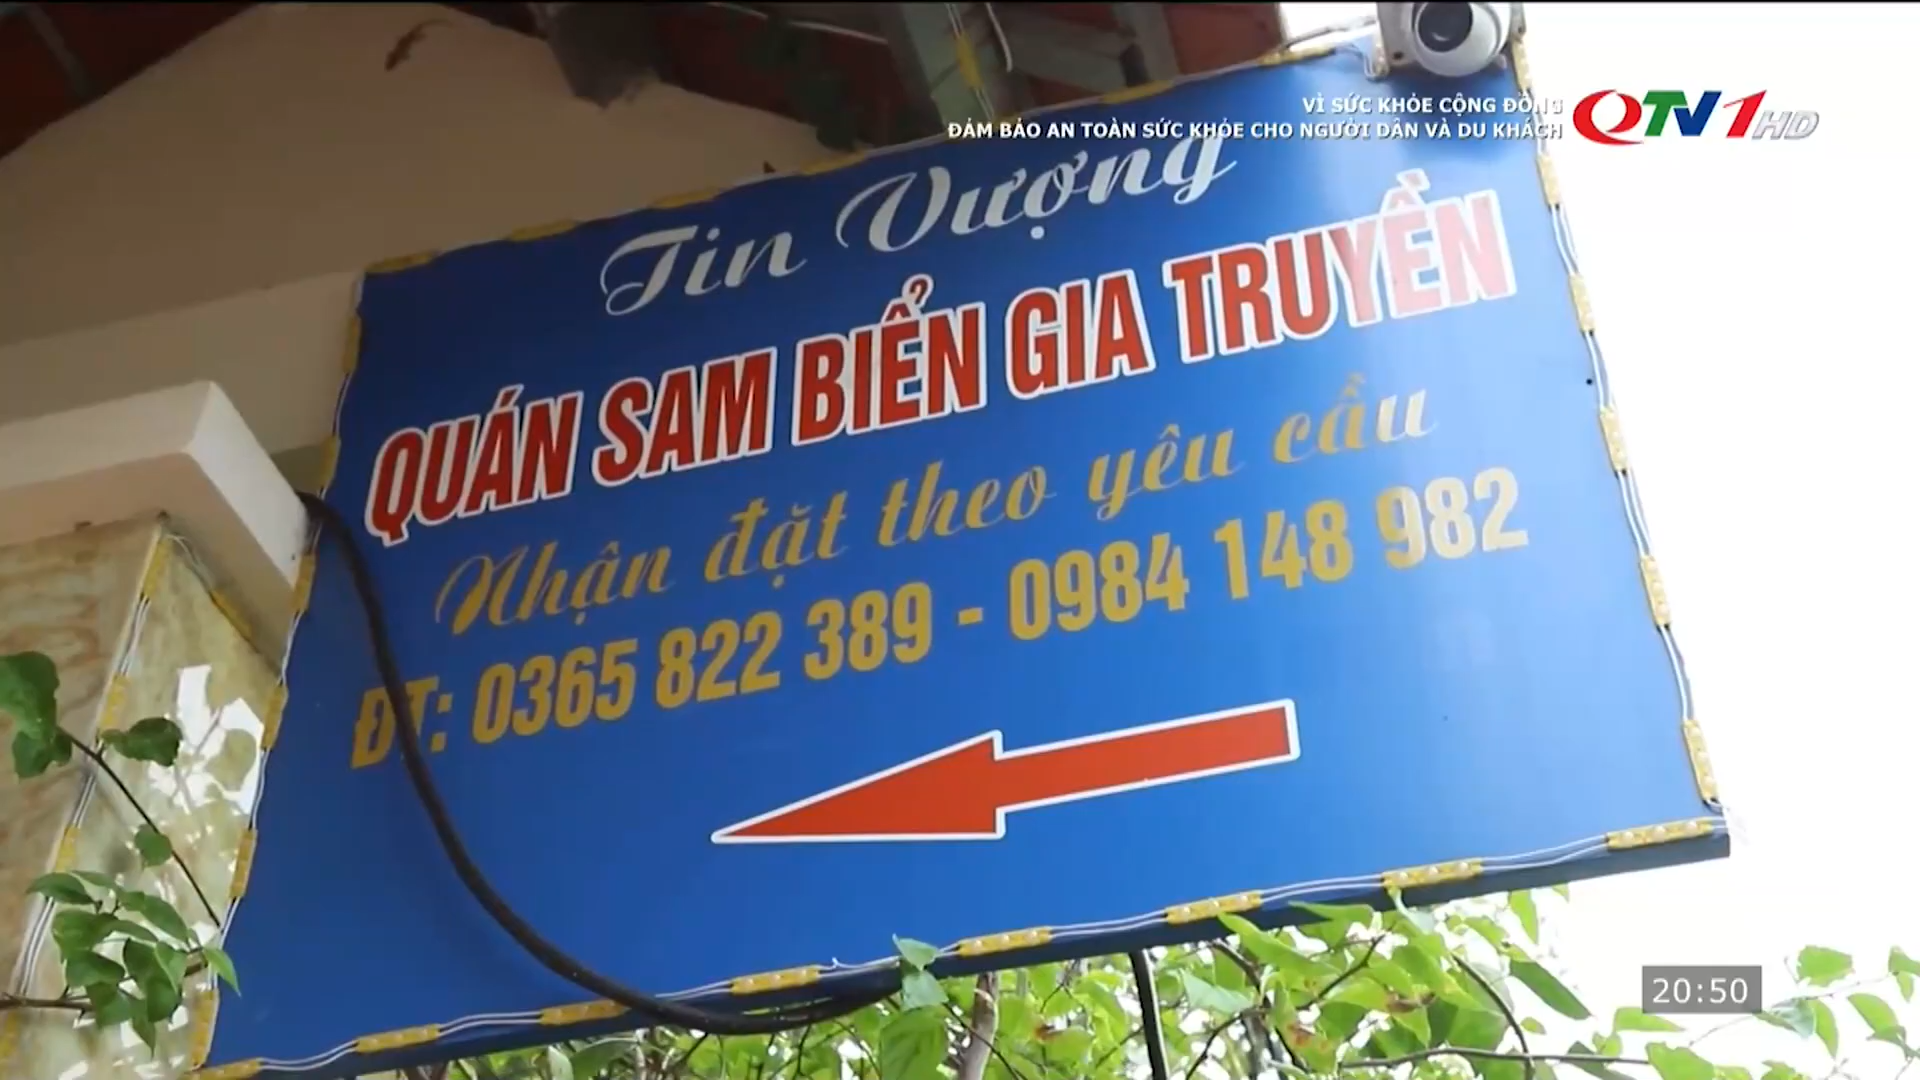 VÌ SỨC KHỎE CỘNG ĐỒNG
ĐẢM BẢO AN TOÀN SỨC KHỎE CHO NGƯỜI DÂN VÀ DU KHÁCH
QTV1HD
Tin Vượng
QUÁN SAM BIỂN GIA TRUYỀN
Nhận đặt theo yêu cầu
ĐT: 0365 822 389 - 0984 148 982
20:50